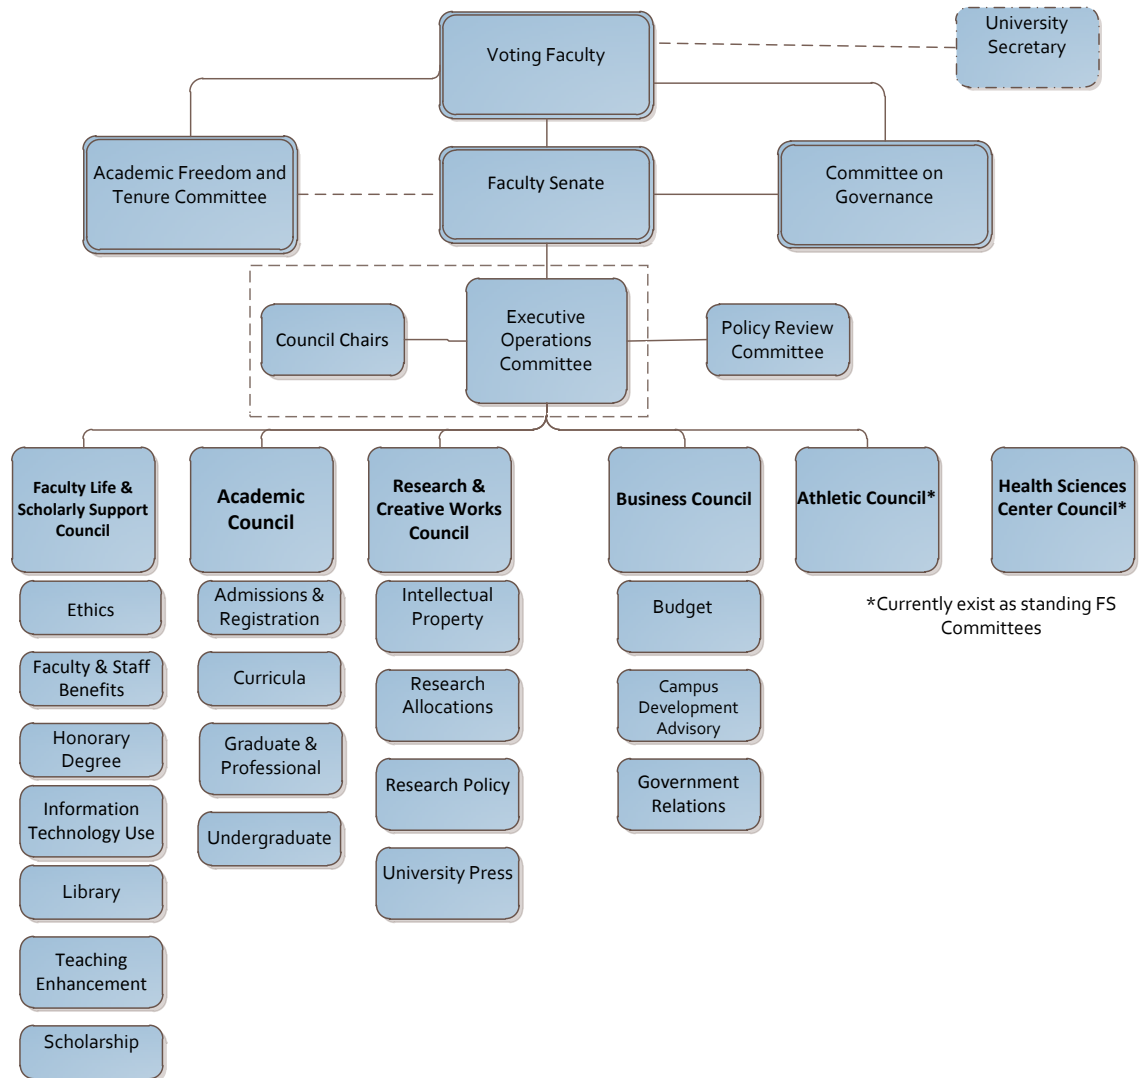 University
Secretary
Voting Faculty
Academic Freedom and
Tenure Committee
Faculty Senate
Committee on
Governance
Council Chairs
Executive
Operations
Committee
Policy Review
Committee
Faculty Life &
Scholarly Support
Council
Academic
Council
Research &
Creative Works
Council
Business Council
Athletic Council*
Health Sciences
Center Council*
Ethics
Faculty & Staff
Benefits
Honorary
Degree
Information
Technology Use
Library
Teaching
Enhancement
Scholarship
Admissions &
Registration
Curricula
Graduate &
Professional
Undergraduate
Intellectual
Property
Research
Allocations
Research Policy
University Press
Budget
Campus
Development
Advisory
Government
Relations
*Currently exist as standing FS
Committees